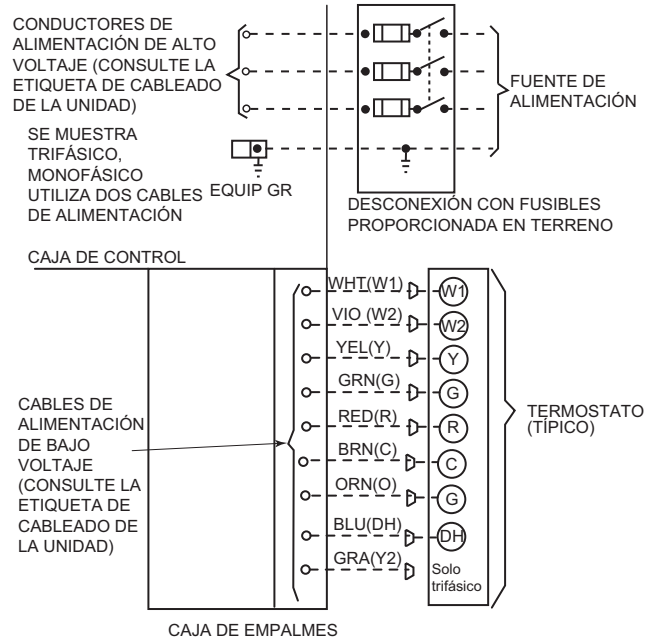 CONDUCTORES DE
ALIMENTACIÓN DE ALTO
VOLTAJE (CONSULTE LA
ETIQUETA DE CABLEADO
DE LA UNIDAD)
FUENTE DE
ALIMENTACIÓN
SE MUESTRA
TRIFÁSICO,
MONOFÁSICO
UTILIZA DOS CABLES
DE ALIMENTACIÓN
EQUIP GR
DESCONEXIÓN CON FUSIBLES
PROPORCIONADA EN TERRENO
CAJA DE CONTROL
WHT(W1) W1
VIO (W2) W2
YEL(Y) Y
GRN(G) G
RED(R) R
BRN(C) C
ORN(O) G
BLU(DH) DH
GRA(Y2) Solo
trifásico
CABLES DE
ALIMENTACIÓN
DE BAJO
VOLTAJE
(CONSULTE LA
ETIQUETA DE
CABLEADO DE
LA UNIDAD)
TERMOSTATO
(TÍPICO)
CAJA DE EMPALMES